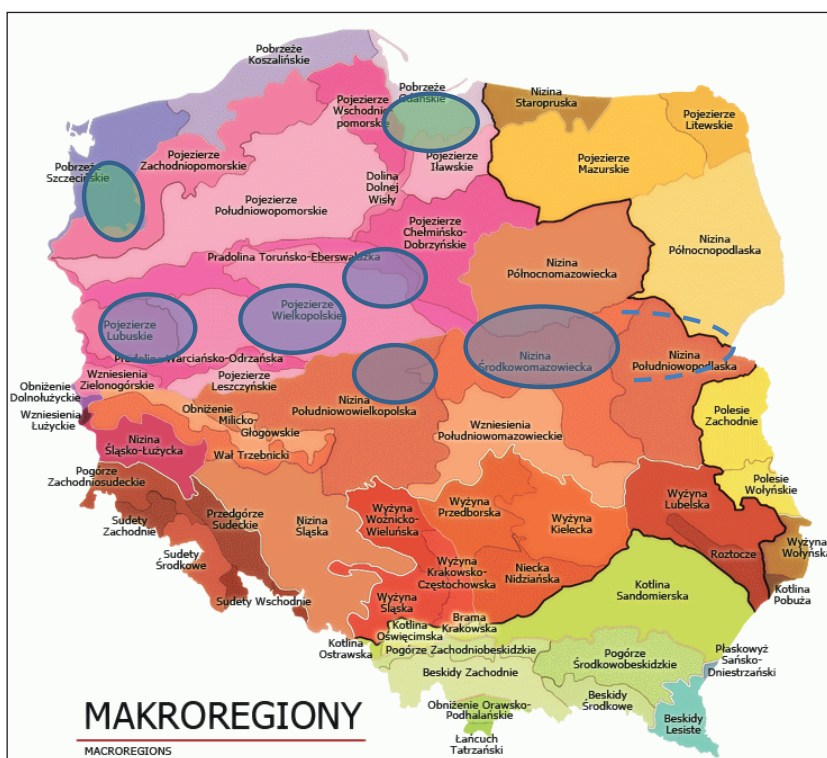 Pobrzeże
Koszalińskie
Pobrzeże
Gdańskie
Nizina
Staropruska
Pojezierze
Litewskie
Pojezierze
Wschodnio-
pomorskie
Pojezierze
Zachodniopomorskie
Pobrzeże
Szczecińskie
Pojezierze
Iławskie
Pojezierze
Mazurskie
Dolina
Dolnej
Wisły
Pojezierze
Południowopomorskie
Pojezierze
Chełmińsko-
Dobrzyńskie
Nizina
Północnopodlaska
Pradolina Toruńsko-Eberswaldzka
Nizina
Północnomazowiecka
Pojezierze
Lubuskie
Pojezierze
Wielkopolskie
Nizina
Środkowomazowiecka
Nizina
Południowopodlaska
Pradolina Warciańsko-Odrzańska
Wzniesienia
Zielonogórskie
Pojezierze
Leszczyńskie
Obniżenie
Dolnołużyckie
Wzniesienia
Łużyckie
Obniżenie
Milicko-
Głogowskie
Nizina
Południowowielkopolska
Wzniesienia
Południowomazowieckie
Polesie
Zachodnie
Nizina
Śląsko-Łużycka
Wał Trzebnicki
Pogórze
Zachodniosudeckie
Polesie
Wołyńskie
Sudety
Zachodnie
Przedgórze
Sudeckie
Nizina
Śląska
Wyżyna
Woźnicko-
Wieluńska
Wyżyna
Przedborska
Wyżyna
Kielecka
Wyżyna
Lubelska
Wyżyna
Wołyńska
Roztocze
Sudety
Środkowe
Wyżyna
Krakowsko-
Częstochowska
Niecka
Nidziańska
Kotlina
Pobuża
Sudety Wschodnie
Wyżyna
Śląska
Kotlina
Sandomierska
Brama
Krakowska
Kotlina
Oświęcimska
Kotlina
Ostrawska
Pogórze Zachodniobeskidzkie
Pogórze
Środkowobeskidzkie
Płaskowyż
Sańsko-
Dniestrzański
Beskidy Zachodnie
Beskidy
Środkowe
Obniżenie Orawsko-
Podhalańskie
Beskidy
Lesiste
Łańcuch
Tatrzański
MAKROREGIONY
MACROREGIONS